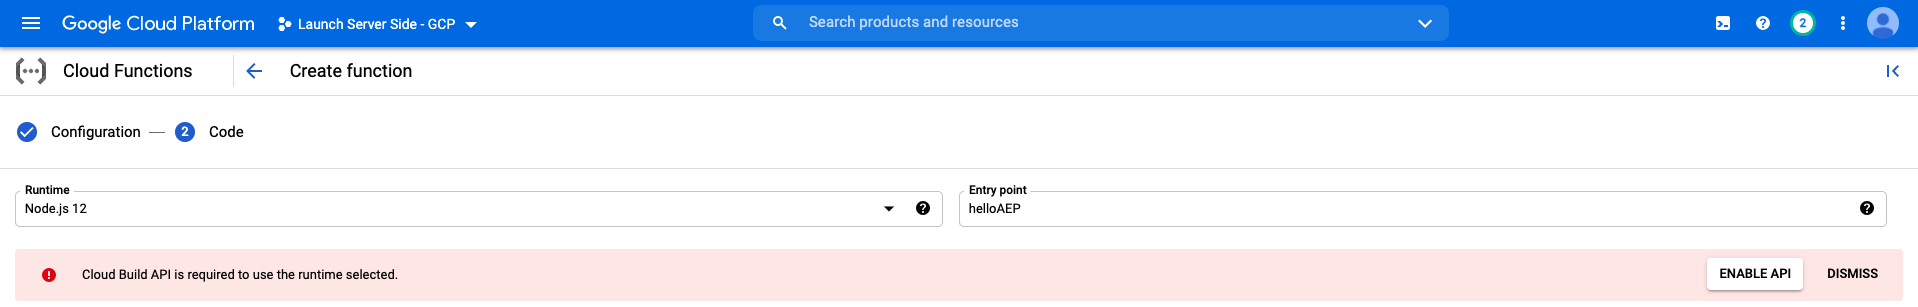 Google Cloud Platform Launch Server Side - GCP Search products and resources 2
Cloud Functions Create function
Configuration 2 Code
Runtime Entry point
Node.js 12 helloAEP
Cloud Build API is required to use the runtime selected. ENABLE API DISMISS